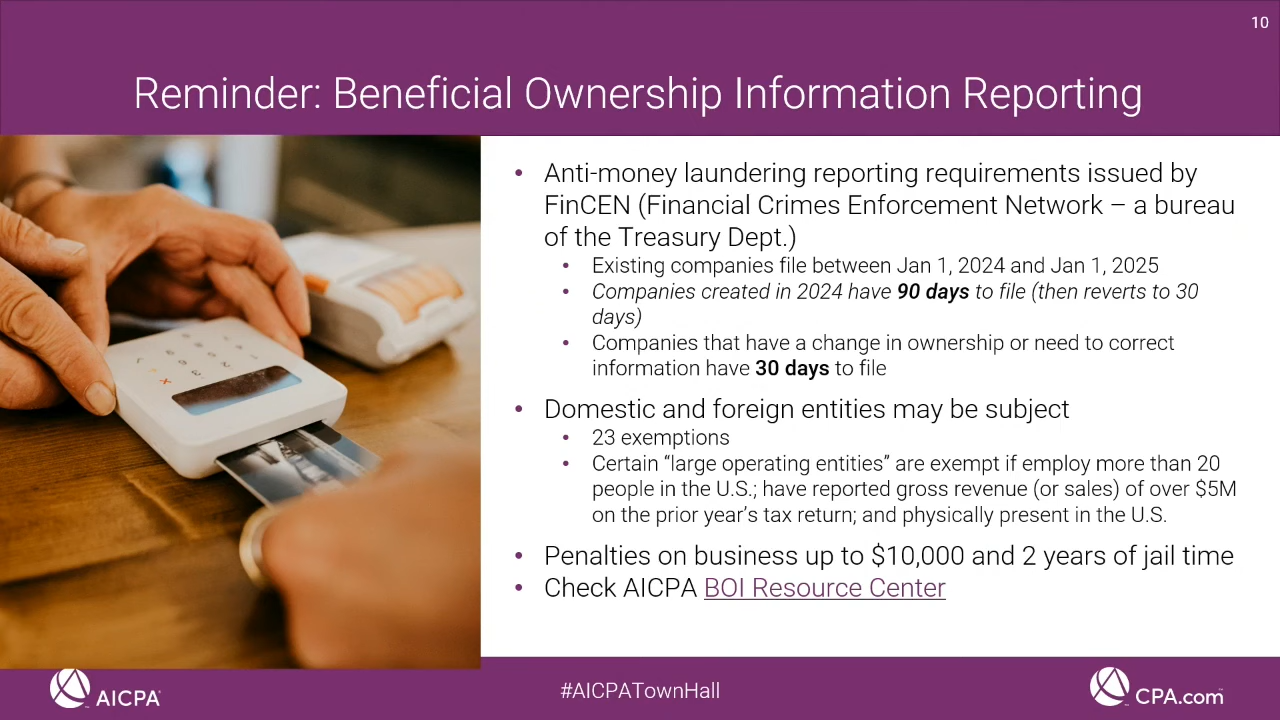 10
Reminder: Beneficial Ownership Information Reporting
• Anti-money laundering reporting requirements issued by
FinCEN (Financial Crimes Enforcement Network – a bureau
of the Treasury Dept.)
• Existing companies file between Jan 1, 2024 and Jan 1, 2025
• Companies created in 2024 have 90 days to file (then reverts to 30
days)
• Companies that have a change in ownership or need to correct
information have 30 days to file
• Domestic and foreign entities may be subject
• 23 exemptions
• Certain “large operating entities” are exempt if employ more than 20
people in the U.S.; have reported gross revenue (or sales) of over $5M
on the prior year’s tax return; and physically present in the U.S.
• Penalties on business up to $10,000 and 2 years of jail time
• Check AICPA BOI Resource Center
AICPA
#AICPATownHall
CPA.com